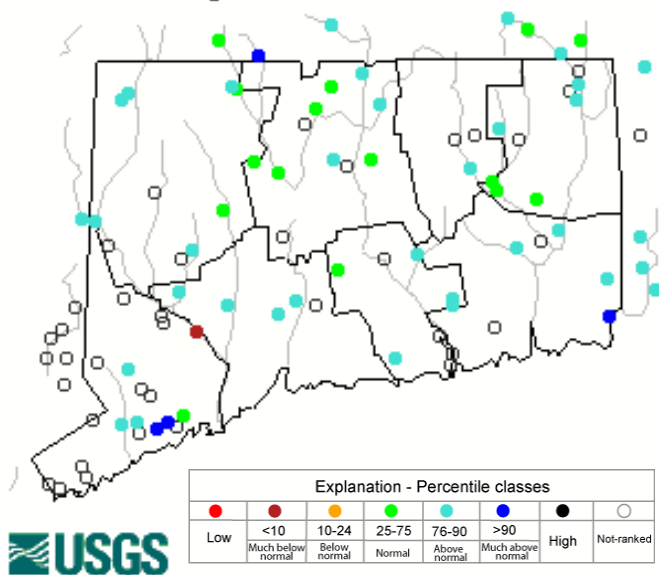 Explanation - Percentile classes
Low
<10
10-24
25-75
76-90
>90
High
Not-ranked
Much below normal
Below normal
Normal
Above normal
Much above normal
USGS